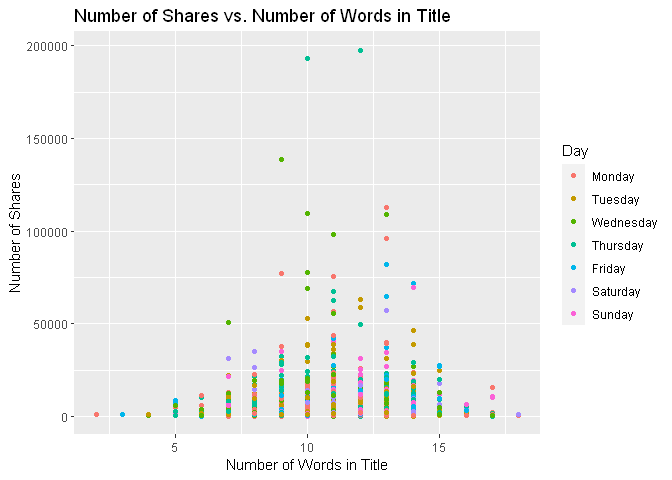 Number of Shares vs. Number of Words in Title
200000
150000
100000
50000
0
Number of Shares
5
10
15
Number of Words in Title
Day
Monday
Tuesday
Wednesday
Thursday
Friday
Saturday
Sunday